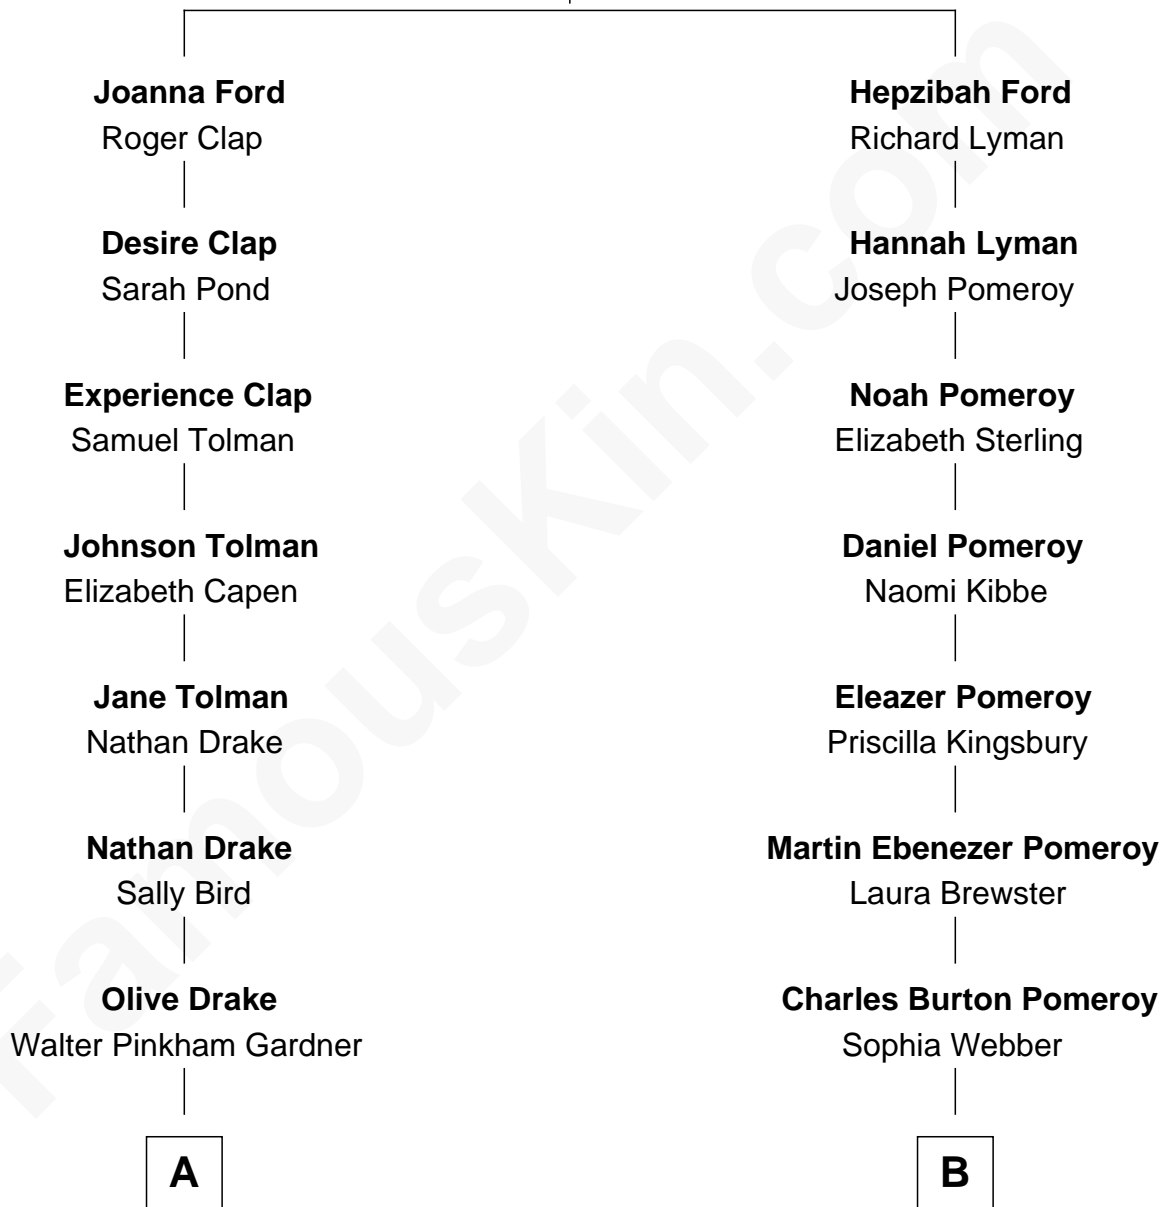 Joanna Ford
Roger Clap
Desire Clap
Sarah Pond
Experience Clap
Samuel Tolman
Johnson Tolman
Elizabeth Capen
Jane Tolman
Nathan Drake
Nathan Drake
Sally Bird
Olive Drake
Walter Pinkham Gardner
A
Hepzibah Ford
Richard Lyman
Hannah Lyman
Joseph Pomeroy
Noah Pomeroy
Elizabeth Sterling
Daniel Pomeroy
Naomi Kibbe
Eleazer Pomeroy
Priscilla Kingsbury
Martin Ebenezer Pomeroy
Laura Brewster
Charles Burton Pomeroy
Sophia Webber
B
FamousKin.com